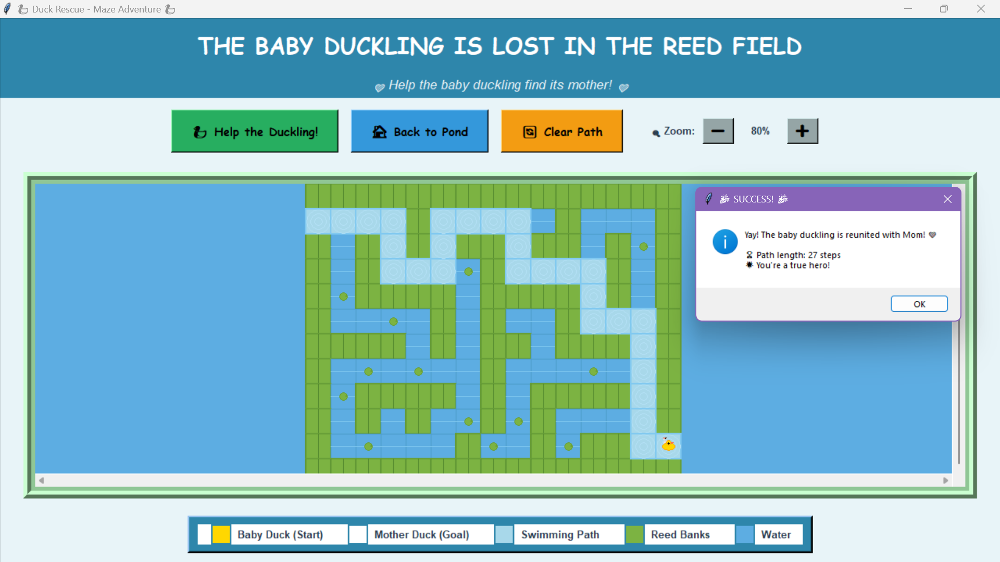 Duck Rescue - Maze Adventure
THE BABY DUCKLING IS LOST IN THE REED FIELD
Help the baby duckling find its mother!
Help the Duckling!
Back to Pond
Clear Path
Zoom:
80%
SUCCESS!
Yay! The baby duckling is reunited with Mom!
Path length: 27 steps
You're a true hero!
OK
Baby Duck (Start)
Mother Duck (Goal)
Swimming Path
Reed Banks
Water